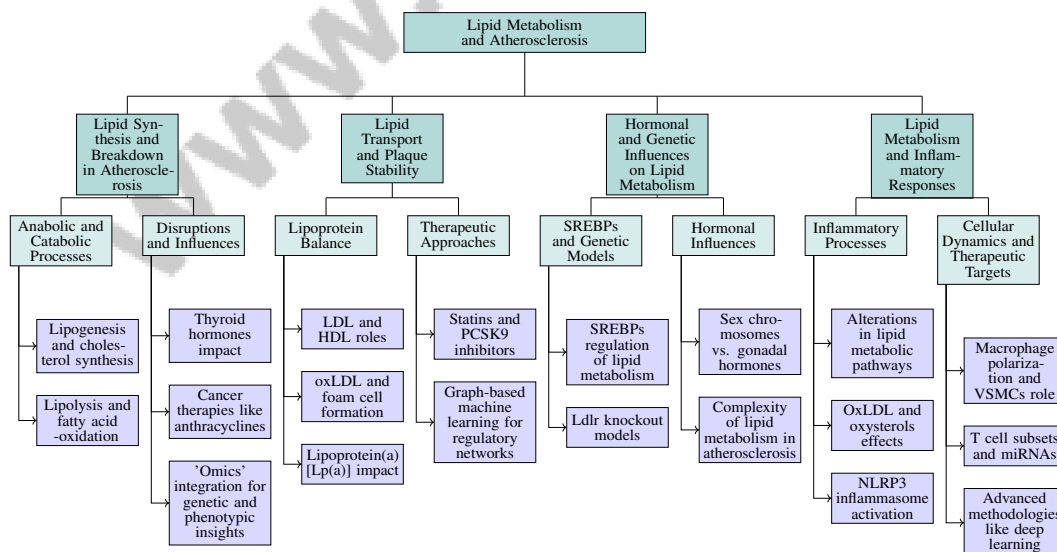 Lipid Metabolism
and Atherosclerosis
Lipid Syn-
thesis and
Breakdown
in Atheroscle-
rosis
Lipid
Transport
and Plaque
Stability
Hormonal
and Genetic
Influences
on Lipid
Metabolism
Lipid
Metabolism
and Inflam-
matory
Responses
Anabolic and
Catabolic
Processes
Disruptions
and Influences
Lipoprotein
Balance
Therapeutic
Approaches
SREBPs
and Genetic
Models
Hormonal
Influences
Inflammatory
Processes
Cellular
Dynamics and
Therapeutic
Targets
Lipogenesis
and choles-
terol synthesis
Lipolysis and
fatty acid
-oxidation
Thyroid
hormones
impact
Cancer
therapies like
anthracyclines
'Omics'
integration for
genetic and
phenotypic
insights
LDL and
HDL roles
oxLDL and
foam cell
formation
Lipoprotein(a)
[Lp(a)] impact
Statins and
PCSK9
inhibitors
Graph-based
machine
learning for
regulatory
networks
SREBPs
regulation
of lipid
metabolism
Ldlr knockout
models
Sex chro-
mosomes
vs. gonadal
hormones
Complexity
of lipid
metabolism in
atherosclerosis
Alterations
in lipid
metabolic
pathways
OxLDL and
oxysterols
effects
NLRP3
inflammasome
activation
Macrophage
polariza-
tion and
VSMCs role
T cell subsets
and miRNAs
Advanced
methodologies
like deep
learning
www.